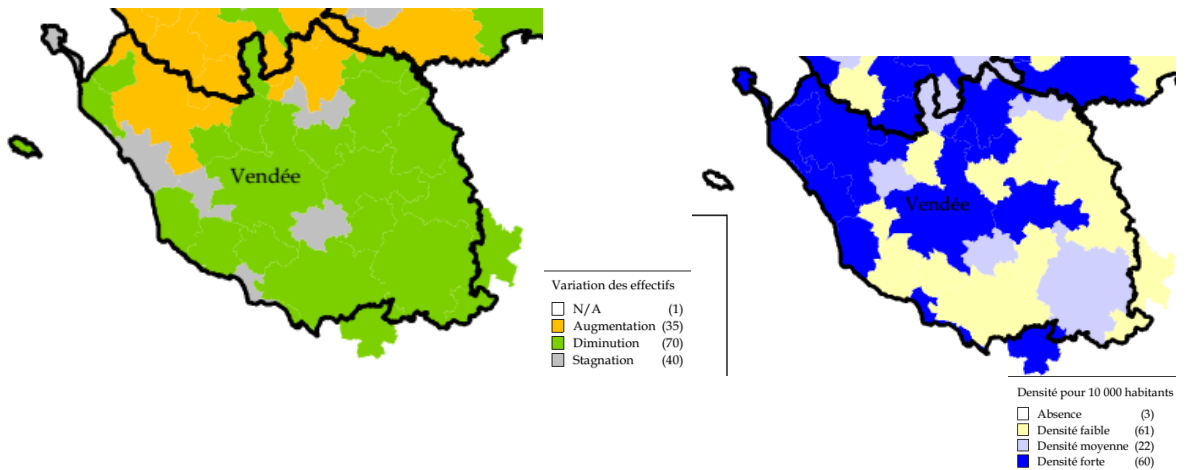 Vendée
Variation des effectifs
N/A (1)
Augmentation (35)
Diminution (70)
Stagnation (40)
Vendée
Densité pour 10 000 habitants
Absence (3)
Densité faible (61)
Densité moyenne (22)
Densité forte (60)